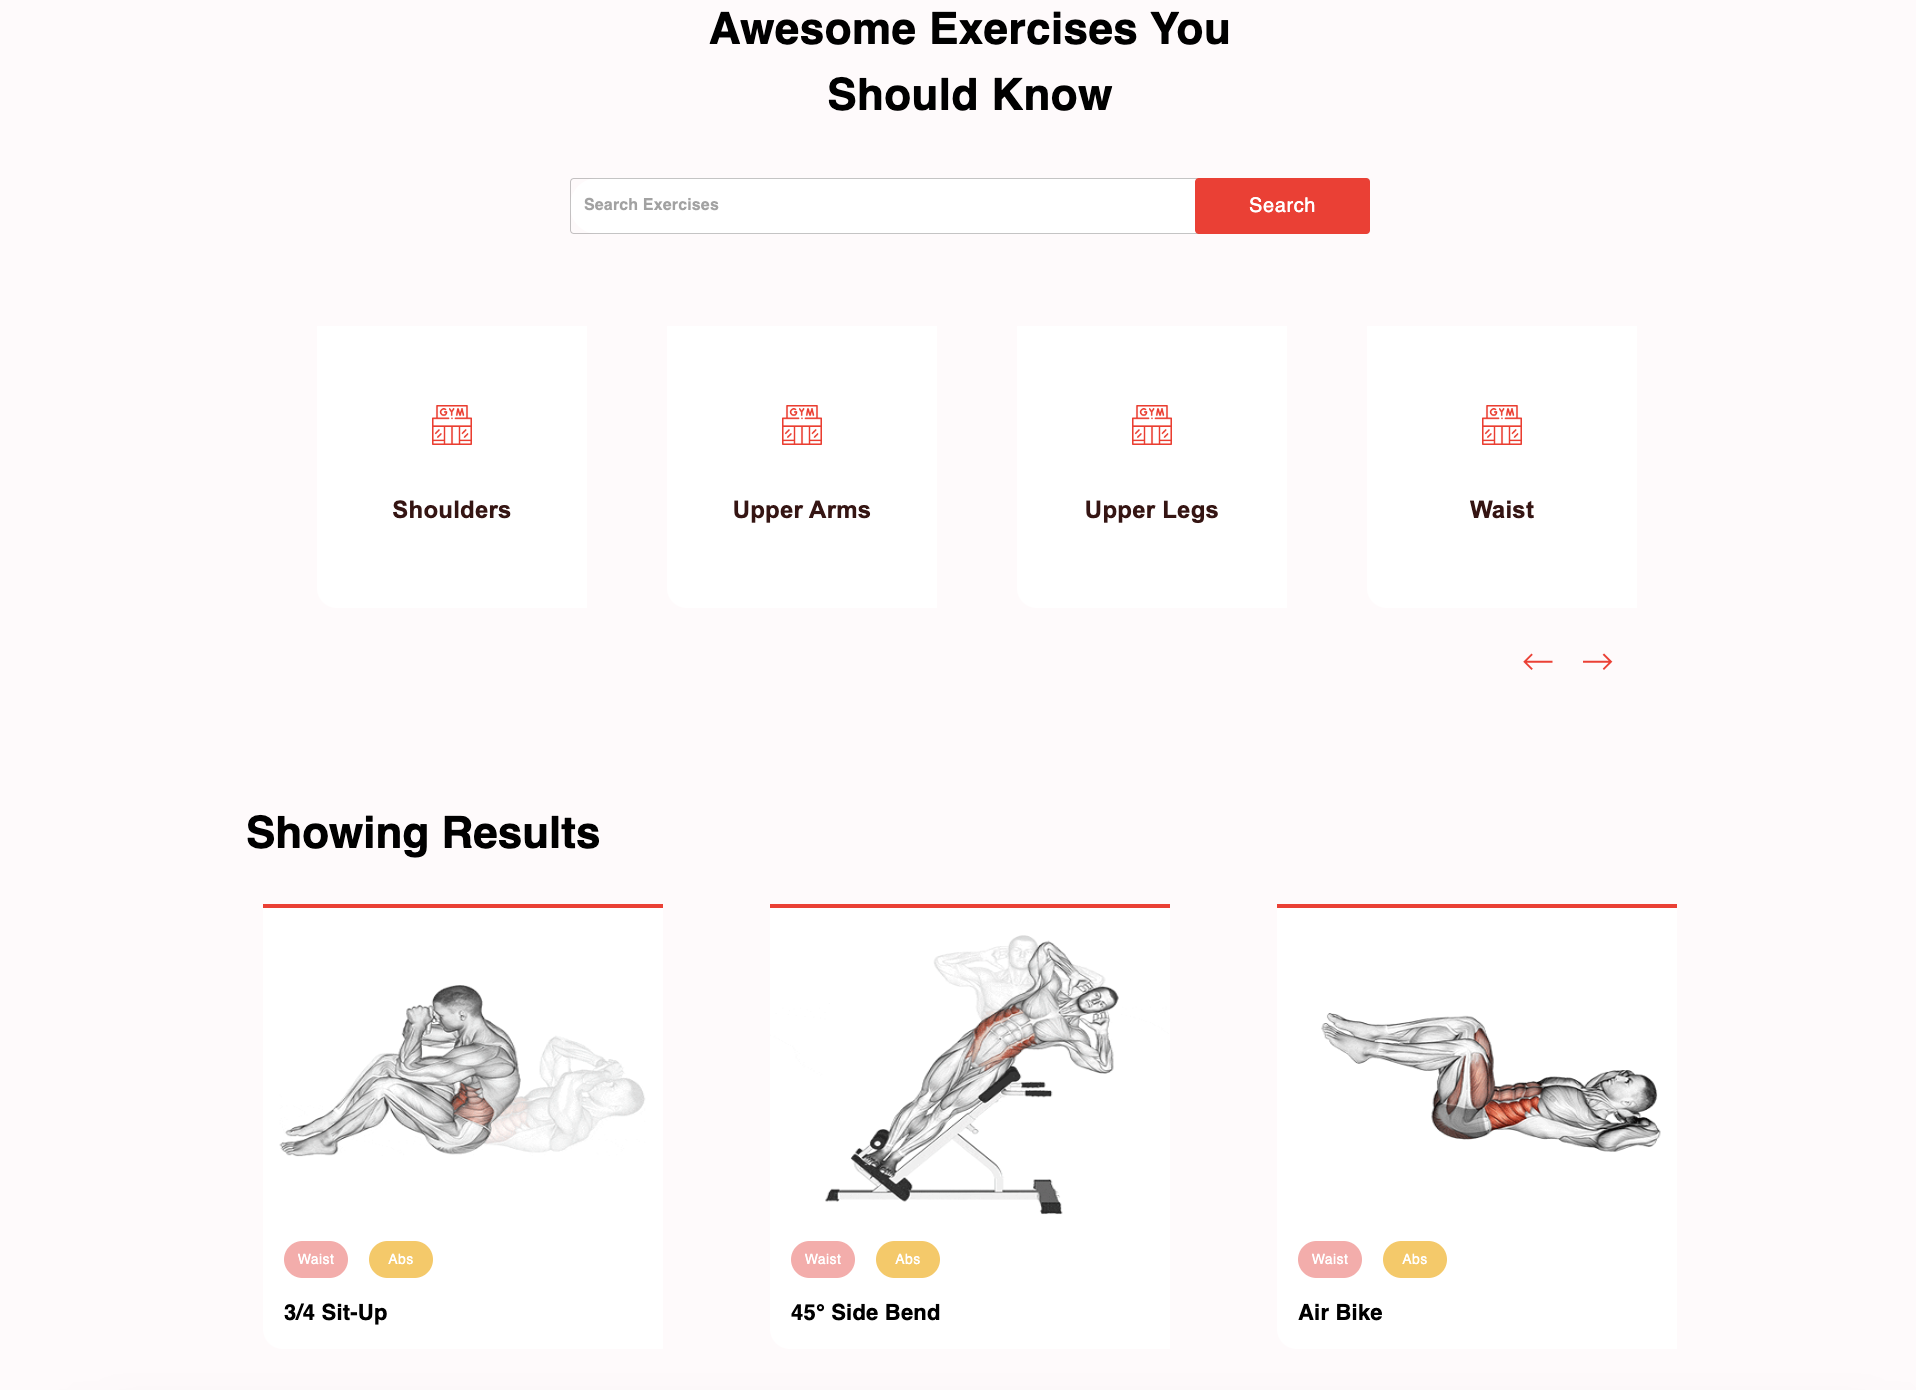 Awesome Exercises You
Should Know
Search Exercises
Search
GYM
GYM
GYM
GYM
Shoulders
Upper Arms
Upper Legs
Waist
Showing Results
Waist
Abs
3/4 Sit-Up
Waist
Abs
45° Side Bend
Waist
Abs
Air Bike